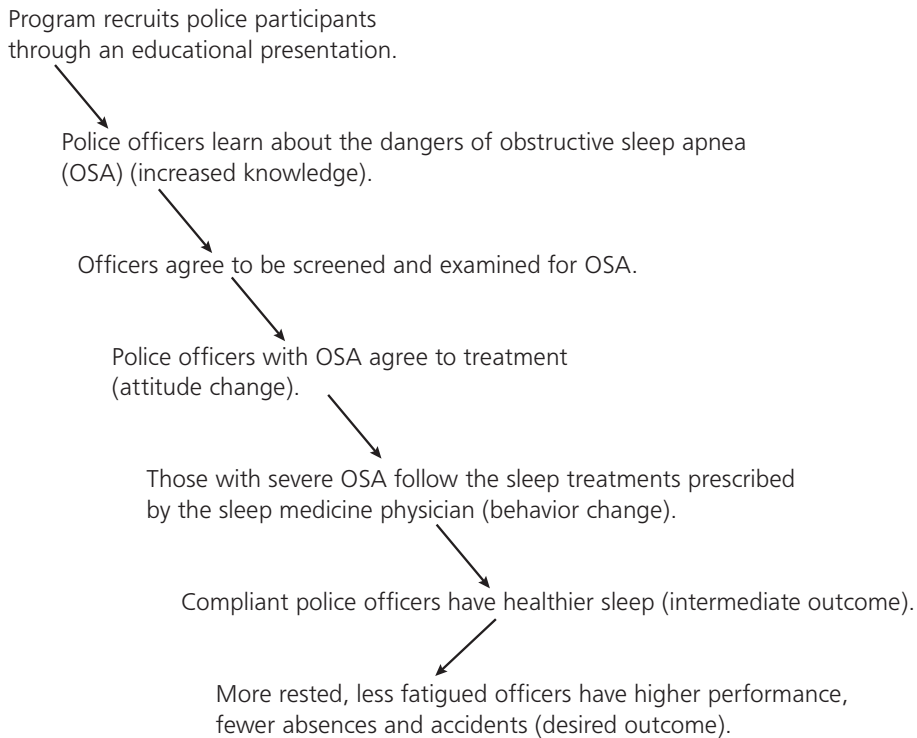 Program recruits police participants
through an educational presentation.
Police officers learn about the dangers of obstructive sleep apnea
(OSA) (increased knowledge).
Officers agree to be screened and examined for OSA.
Police officers with OSA agree to treatment
(attitude change).
Those with severe OSA follow the sleep treatments prescribed
by the sleep medicine physician (behavior change).
Compliant police officers have healthier sleep (intermediate outcome).
More rested, less fatigued officers have higher performance,
fewer absences and accidents (desired outcome).